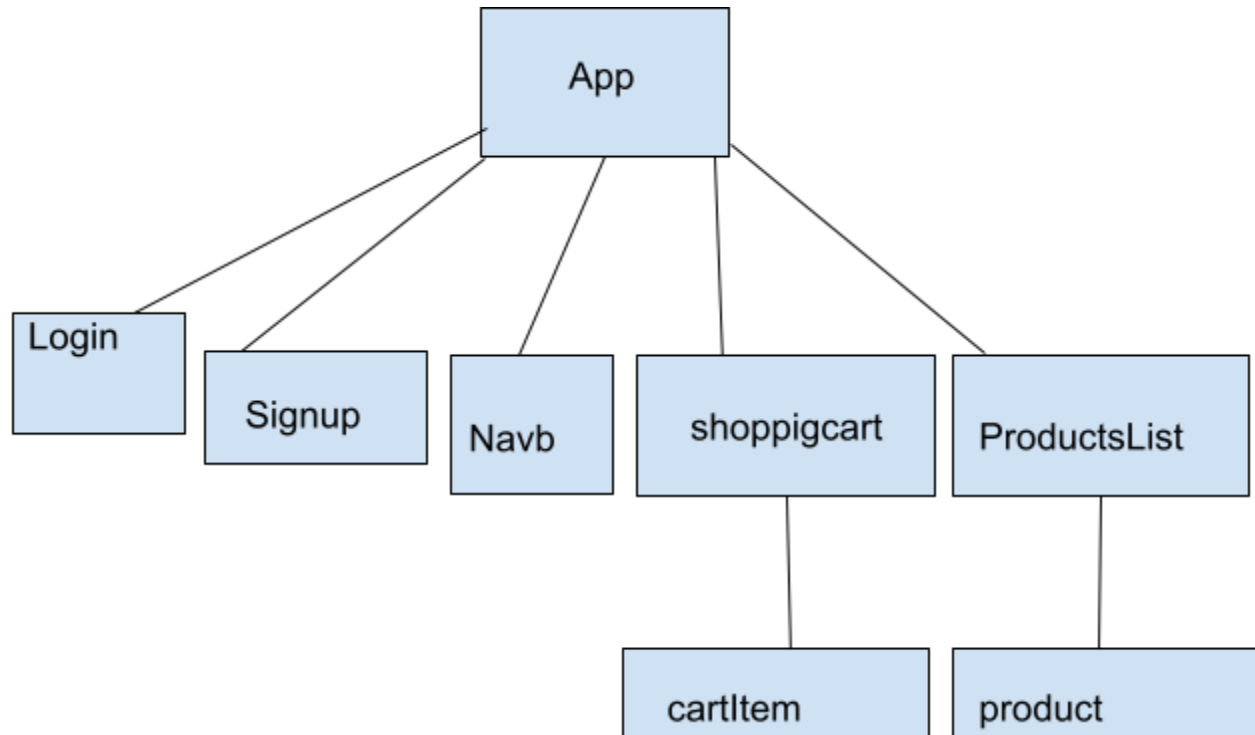 App
Login
Signup
Navb
shoppigcart
ProductsList
cartItem
product